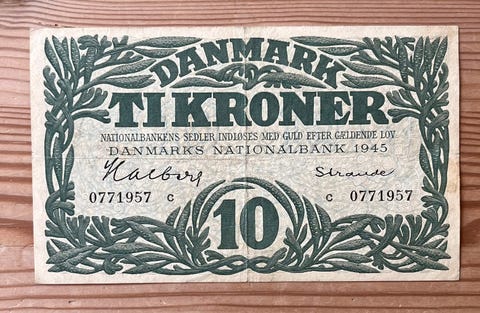 DANMARK
TI KRONER
NATIONALBANKENS SEDLER INDLØSES MED GULD EFTER GÆLDENDE LOV
DANMARKS NATIONALBANK 1945
Halberg Strande
0771957 C C 0771957
10